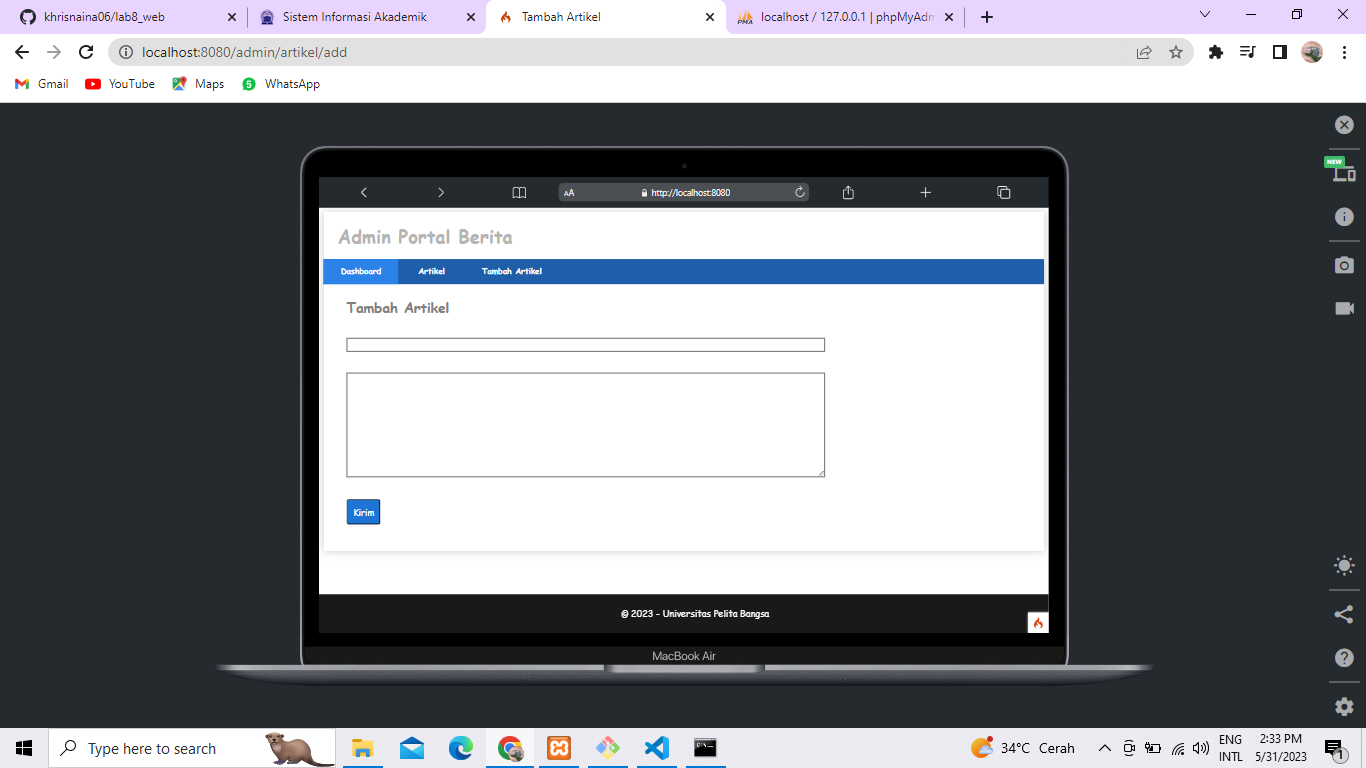 khrisnaina06/lab8_web
Sistem Informasi Akademik
Tambah Artikel
localhost / 127.0.0.1 | phpMyAdm
localhost:8080/admin/artikel/add
Gmail
YouTube
Maps
5
WhatsApp
NEW
AA
http://localhost:8080
Admin Portal Berita
Dashboard
Artikel
Tambah Artikel
Tambah Artikel
Kirim
© 2023 - Universitas Pelita Bangsa
MacBook Air
Type here to search
34°C Cerah
ENG
INTL
2:33 PM
5/31/2023
1